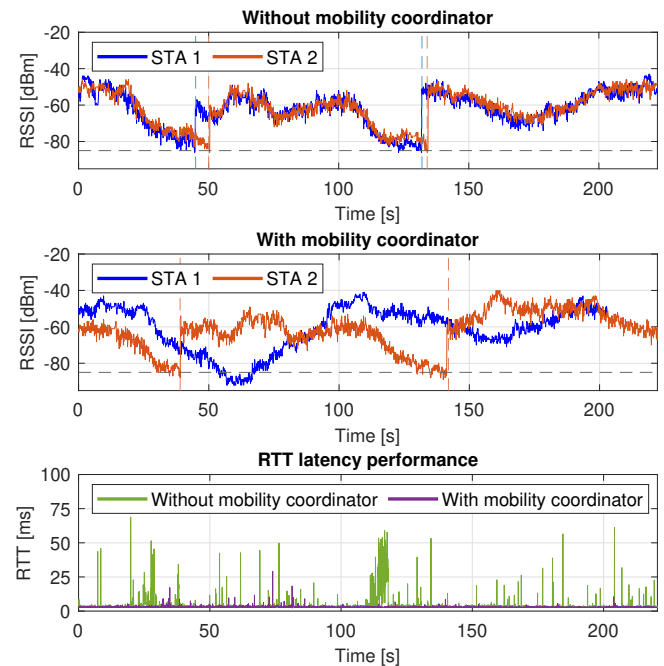 Without mobility coordinator
-20
-40
-60
-80
RSSI [dBm]
STA 1 STA 2
0 50 100 150 200
Time [s]
With mobility coordinator
-20
-40
-60
-80
RSSI [dBm]
STA 1 STA 2
0 50 100 150 200
Time [s]
RTT latency performance
100
75
50
25
0
RTT [ms]
Without mobility coordinator With mobility coordinator
0 50 100 150 200
Time [s]